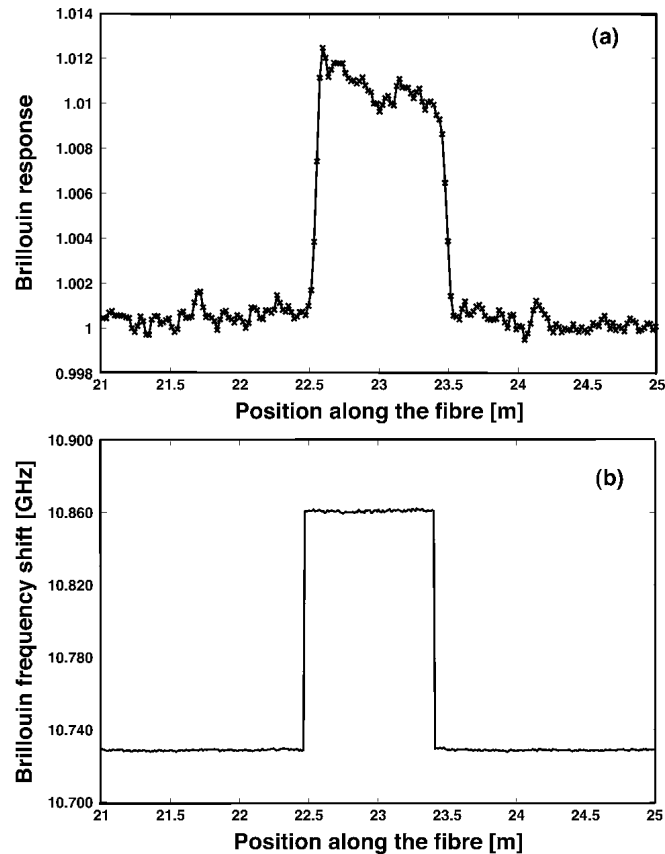 (a)
1.014
1.012
1.01
1.008
1.006
1.004
1.002
1
0.998
Brillouin response
21 21.5 22 22.5 23 23.5 24 24.5 25
Position along the fibre [m]
(b)
10.900
10.860
10.820
10.780
10.740
10.700
Brillouin frequency shift [GHz]
21 21.5 22 22.5 23 23.5 24 24.5 25
Position along the fibre [m]